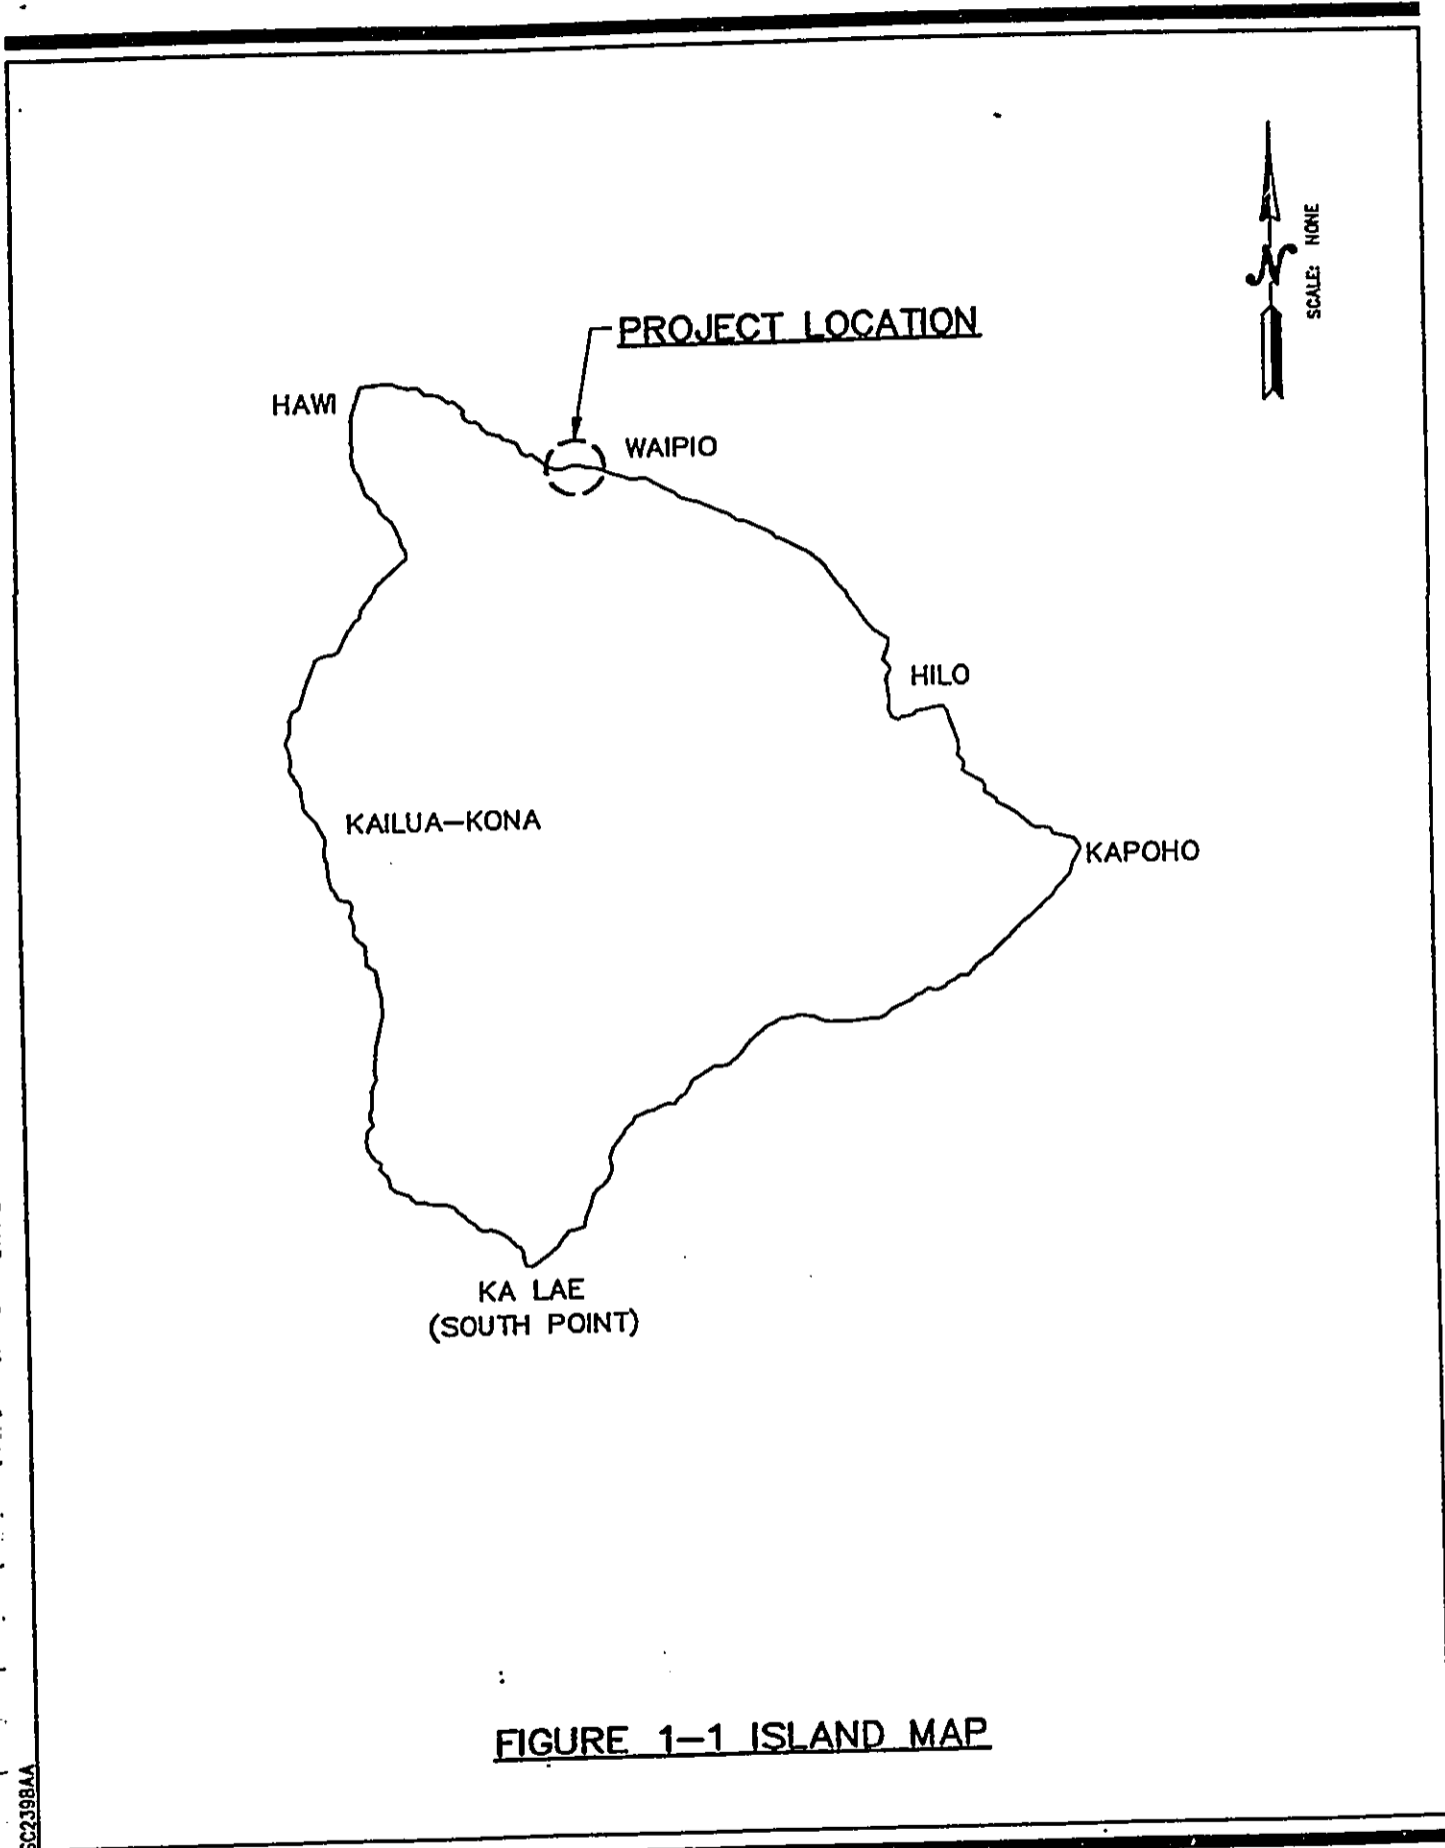 N
SCALE: NONE
PROJECT LOCATION
HAWI
WAIPIO
HILO
KAILUA-KONA
KAPOHO
KA LAE
(SOUTH POINT)
FIGURE 1-1 ISLAND MAP